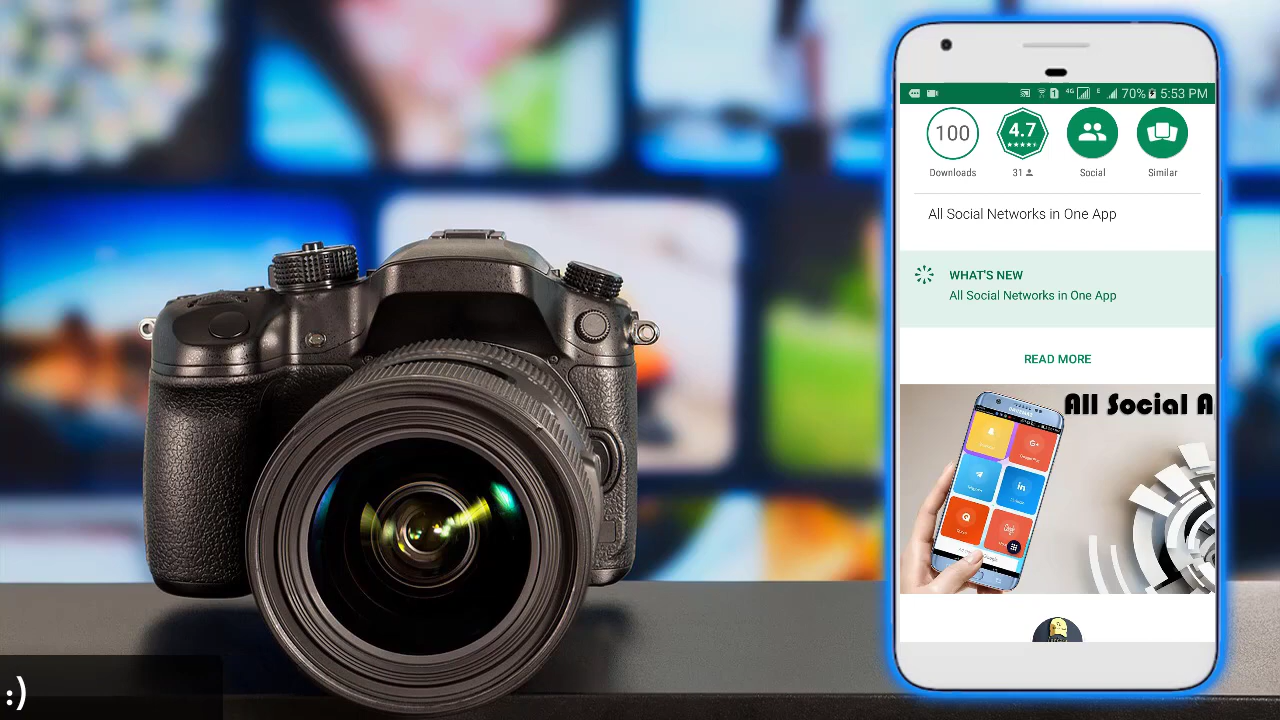 4G E 70% 5:53 PM
100
4.7
Downloads
31
Social
Similar
All Social Networks in One App
WHAT'S NEW
All Social Networks in One App
READ MORE
All Social A
G+
in
:)